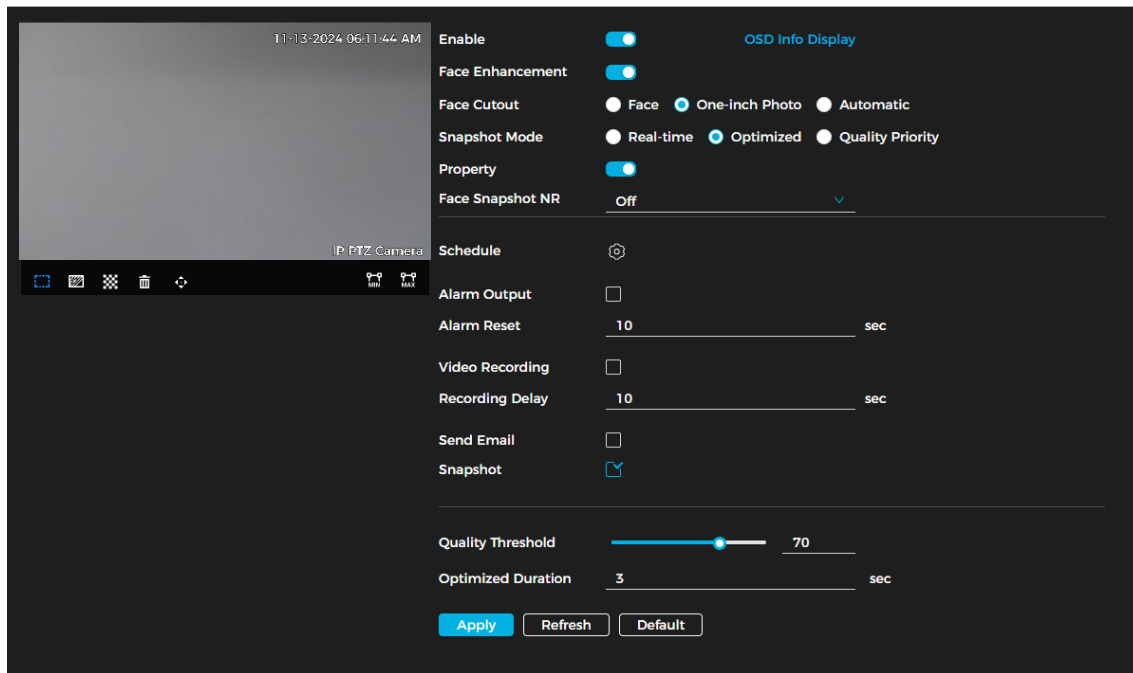 11-13-2024 06:11:44 AM
IP PTZ Camera
MIN MAX
Enable OSD Info Display
Face Enhancement
Face Cutout Face One-inch Photo Automatic
Snapshot Mode Real-time Optimized Quality Priority
Property
Face Snapshot NR Off
Schedule
Alarm Output
Alarm Reset 10 sec
Video Recording
Recording Delay 10 sec
Send Email
Snapshot
Quality Threshold 70
Optimized Duration 3 sec
Apply Refresh Default